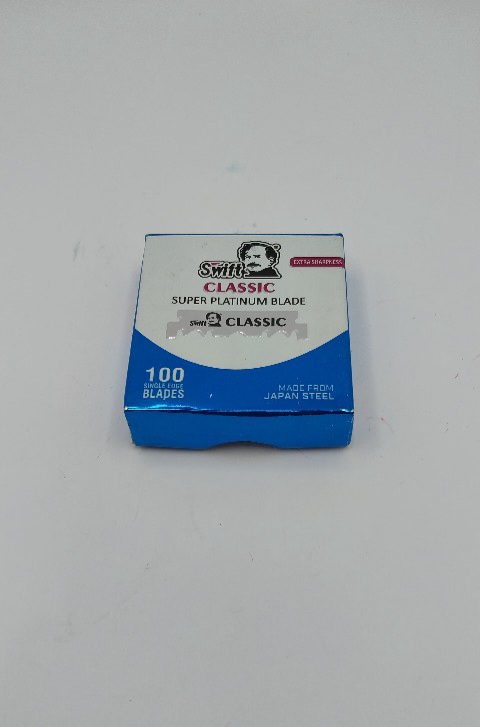 Swift
EXTRA SHARPNESS
CLASSIC
SUPER PLATINUM BLADE
Swift CLASSIC
100
SINGLE EDGE
BLADES
MADE FROM
JAPAN STEEL